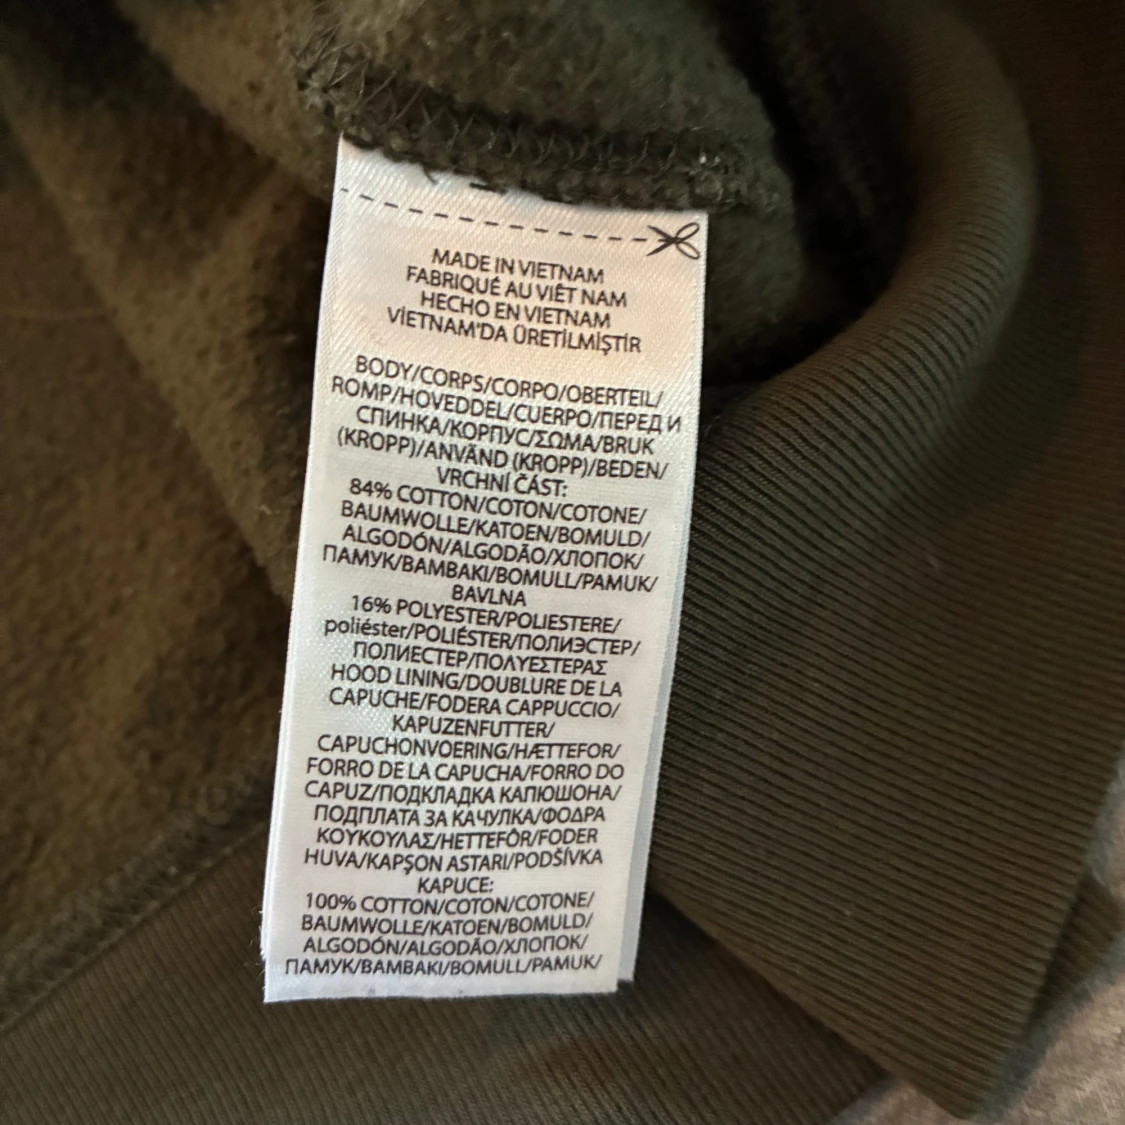 MADE IN VIETNAM
FABRIQUÉ AU VIÊT NAM
HECHO EN VIETNAM
VİETNAM'DA ÜRETİLMİŞTİR
BODY/CORPS/CORPO/OBERTEIL/
ROMP/HOVEDDEL/CUERPO/ПЕРЕД И
СПИНКА/КОРПУС/ΣΩΜΑ/BRUK
(KROPP)/ANVÄND (KROPP)/BEDEN/
VRCHNÍ ČÁST:
84% COTTON/COTON/COTONE/
BAUMWOLLE/KATOEN/BOMULD/
ALGODÓN/ALGODÃO/ХЛОПОК/
ПАМУК/ΒΑΜΒΑΚΙ/BOMULL/PAMUK/
BAVLNA
16% POLYESTER/POLIESTERE/
poliéster/POLIÉSTER/ПОЛИЭСТЕР/
ПОЛИЕСТЕР/ΠΟΛΥΕΣΤΕΡΑΣ
HOOD LINING/DOUBLURE DE LA
CAPUCHE/FODERA CAPPUCCIO/
KAPUZENFUTTER/
CAPUCHONVOERING/HÆTTEFOR/
FORRO DE LA CAPUCHA/FORRO DO
CAPUZ/ПОДКЛАДКА КАПЮШОНА/
ПОДПЛАТА ЗА КАЧУЛКА/ΦΟΔΡΑ
ΚΟΥΚΟΥΛΑΣ/HETTEFÔR/FODER
HUVA/KAPŞON ASTARI/PODŠÍVKA
KAPUCE:
100% COTTON/COTON/COTONE/
BAUMWOLLE/KATOEN/BOMULD/
ALGODÓN/ALGODÃO/ХЛОПОК/
ПАМУК/ΒΑΜΒΑΚΙ/BOMULL/PAMUK/